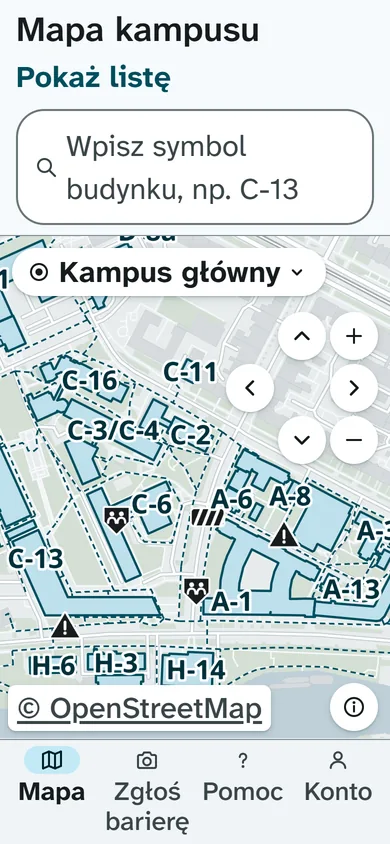 Mapa kampusu
Pokaż listę
Wpisz symbol
budynku, np. C-13
Kampus główny
C-16
C-11
C-3/C-4
C-2
C-6
A-6
A-8
C-13
A-1
A-13
H-6
H-3
H-14
© OpenStreetMap
Mapa
Zgłoś
barierę
Pomoc
Konto